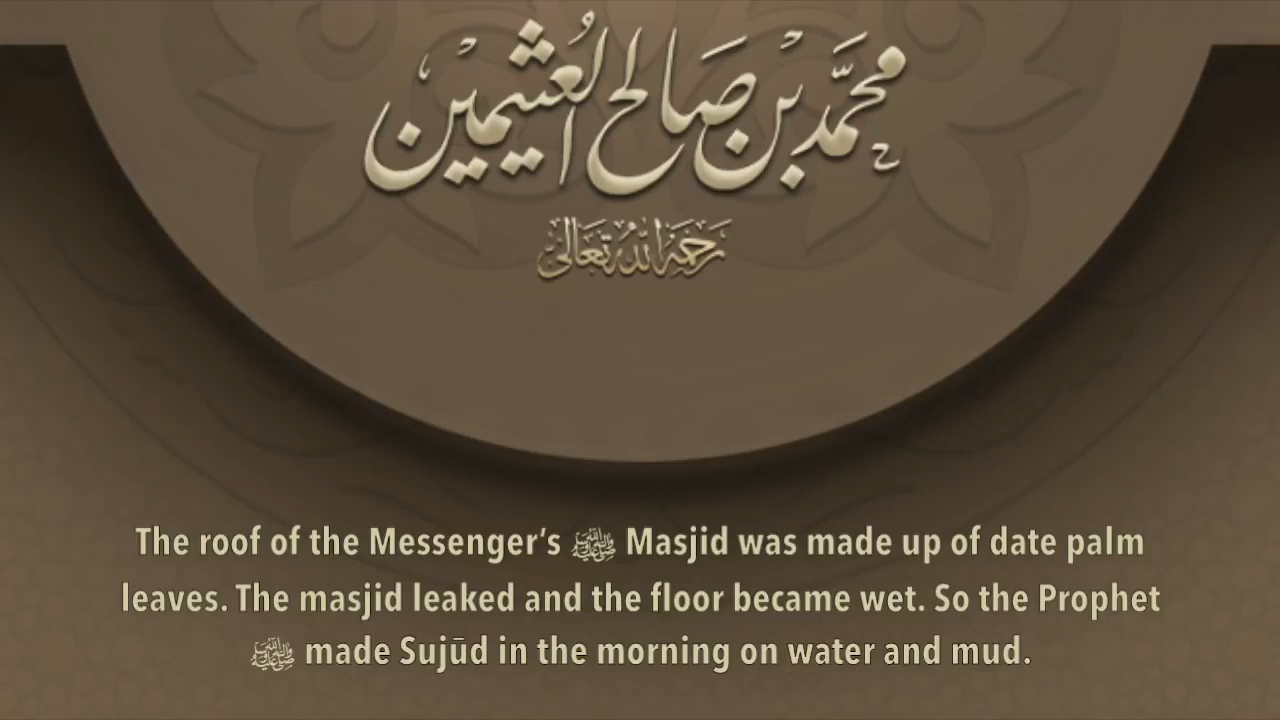 محمد بن صالح العثيمين
رحمه الله تعالى
The roof of the Messenger's ﷺ Masjid was made up of date palm
leaves. The masjid leaked and the floor became wet. So the Prophet
ﷺ made Sujūd in the morning on water and mud.